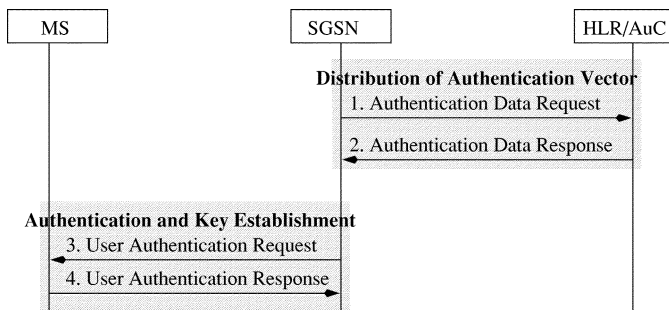 MS
SGSN
HLR/AuC
Distribution of Authentication Vector
1. Authentication Data Request
2. Authentication Data Response
Authentication and Key Establishment
3. User Authentication Request
4. User Authentication Response